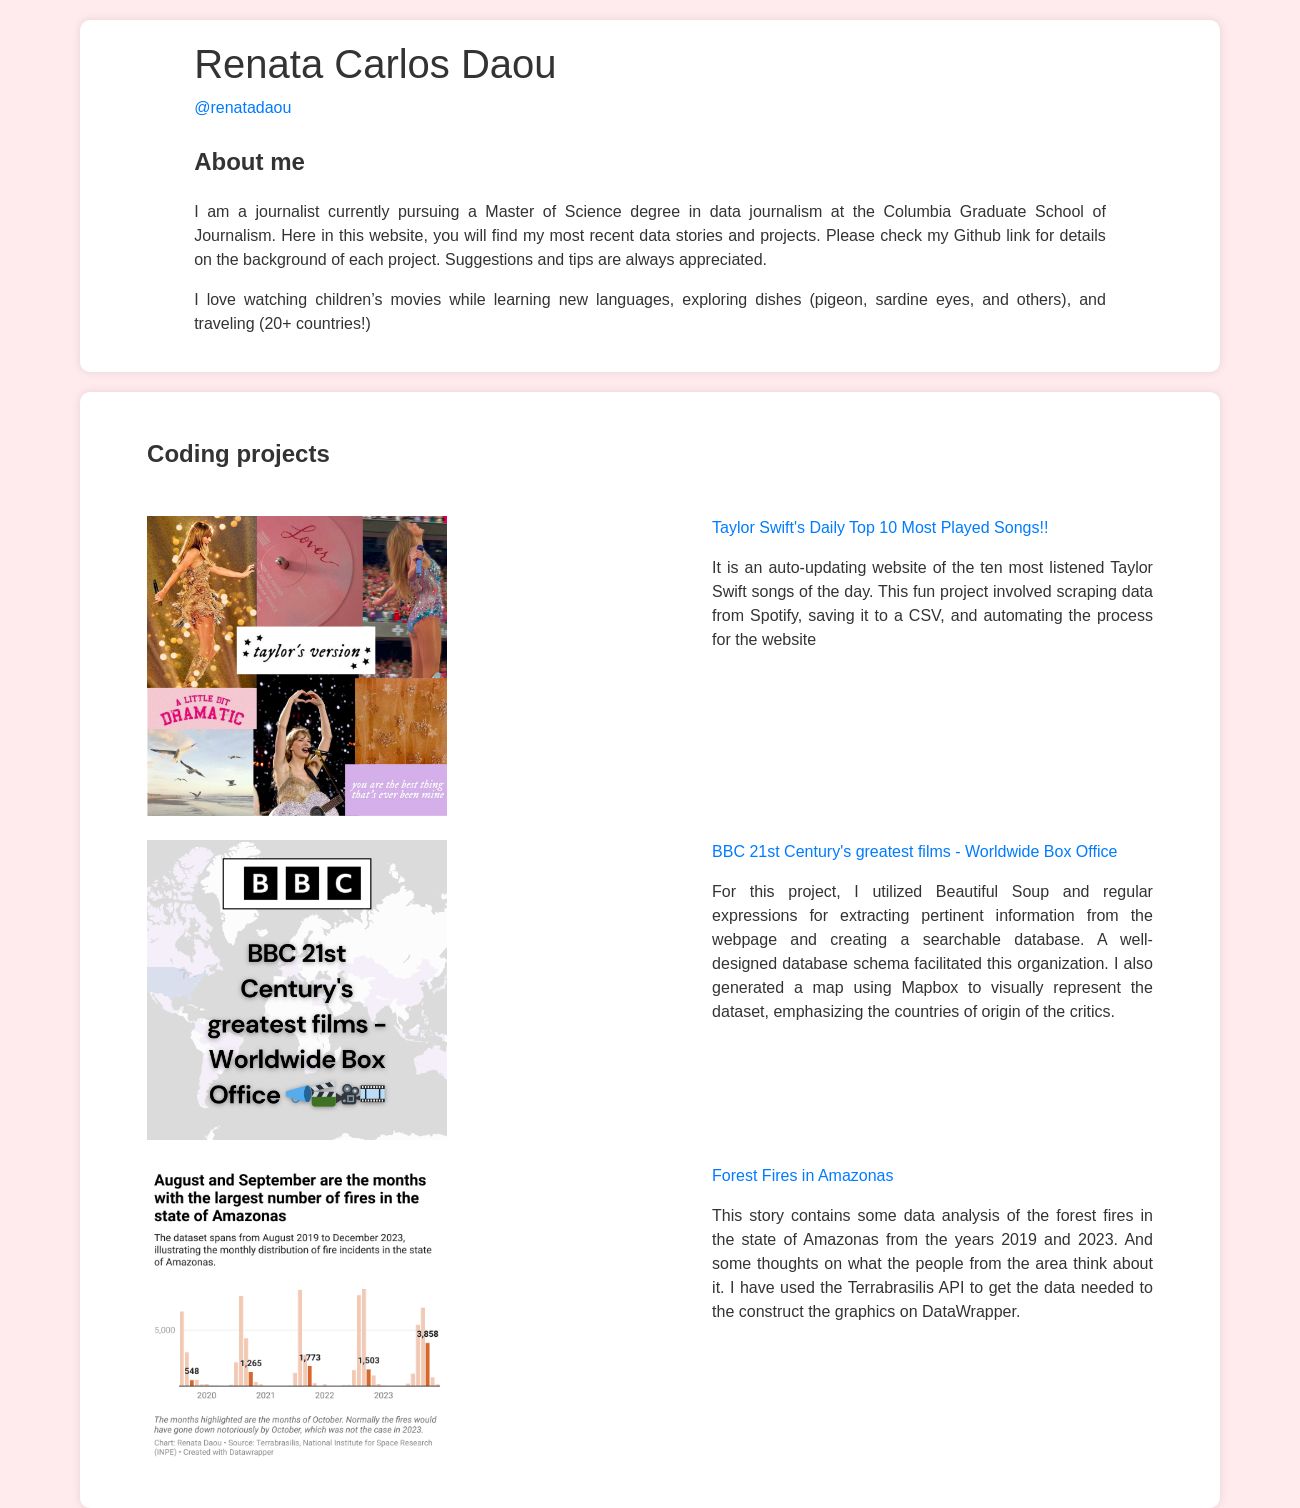 Renata Carlos Daou
@renatadaou
About me
I am a journalist currently pursuing a Master of Science degree in data journalism at the Columbia Graduate School of
Journalism. Here in this website, you will find my most recent data stories and projects. Please check my Github link for details
on the background of each project. Suggestions and tips are always appreciated.
I love watching children’s movies while learning new languages, exploring dishes (pigeon, sardine eyes, and others), and
traveling (20+ countries!)
Coding projects
Lover
taylor's version
A LITTLE BIT
DRAMATIC
you are the best thing
that's ever been mine
Taylor Swift's Daily Top 10 Most Played Songs!!
It is an auto-updating website of the ten most listened Taylor
Swift songs of the day. This fun project involved scraping data
from Spotify, saving it to a CSV, and automating the process
for the website
BBC
BBC 21st
Century's
greatest films -
Worldwide Box
Office
BBC 21st Century's greatest films - Worldwide Box Office
For this project, I utilized Beautiful Soup and regular
expressions for extracting pertinent information from the
webpage and creating a searchable database. A well-
designed database schema facilitated this organization. I also
generated a map using Mapbox to visually represent the
dataset, emphasizing the countries of origin of the critics.
August and September are the months
with the largest number of fires in the
state of Amazonas
The dataset spans from August 2019 to December 2023,
illustrating the monthly distribution of fire incidents in the state
of Amazonas.
5,000
548
1,265
1,773
1,503
3,858
2020
2021
2022
2023
The months highlighted are the months of October. Normally the fires would
have gone down notoriously by October, which was not the case in 2023.
Chart: Renata Daou • Source: Terrabrasilis, National Institute for Space Research
(INPE) • Created with Datawrapper
Forest Fires in Amazonas
This story contains some data analysis of the forest fires in
the state of Amazonas from the years 2019 and 2023. And
some thoughts on what the people from the area think about
it. I have used the Terrabrasilis API to get the data needed to
the construct the graphics on DataWrapper.